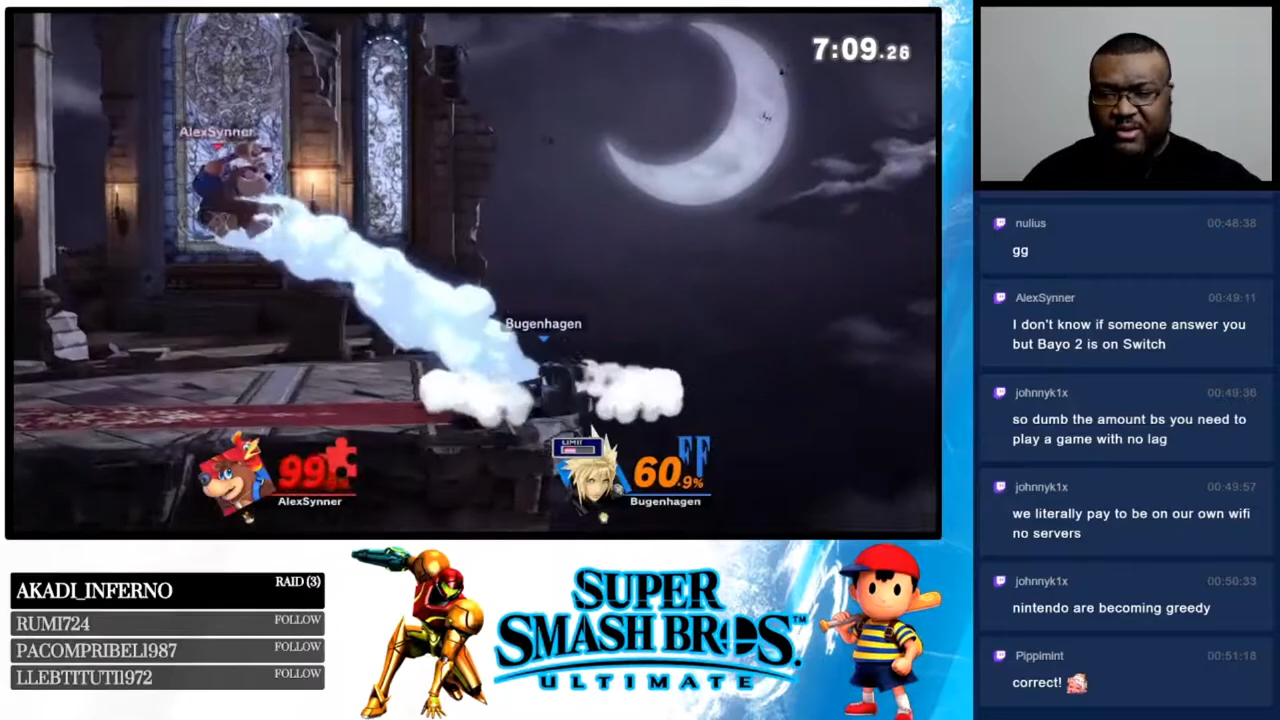 7:09.26
AlexSynner
Bugenhagen
99
AlexSynner
LIMIT
60.9%
Bugenhagen
nulius 00:48:38
gg
AlexSynner 00:49:11
I don't know if someone answer you
but Bayo 2 is on Switch
johnnyk1x 00:49:36
so dumb the amount bs you need to
play a game with no lag
johnnyk1x 00:49:57
we literally pay to be on our own wifi
no servers
johnnyk1x 00:50:33
nintendo are becoming greedy
Pippimint 00:51:18
correct!
AKADI_INFERNO RAID (3)
RUMI724 FOLLOW
PACOMPRIBEL1987 FOLLOW
LLEBTITUTI1972 FOLLOW
SUPER
SMASH BROS.™
ULTIMATE